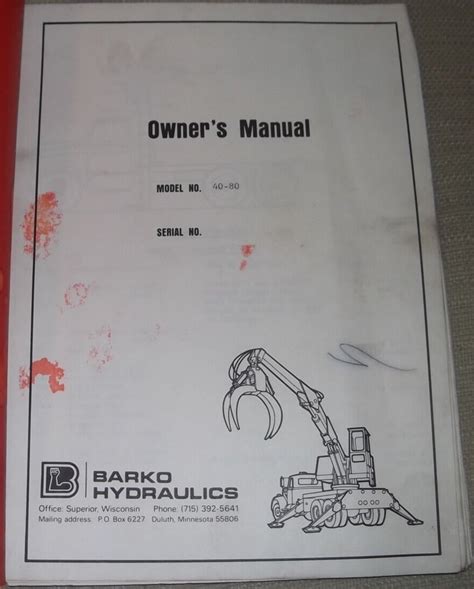 Owner's Manual
MODEL NO. 40-80
SERIAL NO.
BARKO
HYDRAULICS
Office: Superior, Wisconsin Phone: (715) 392-5641
Mailing address: P.O. Box 6227 Duluth, Minnesota 55806